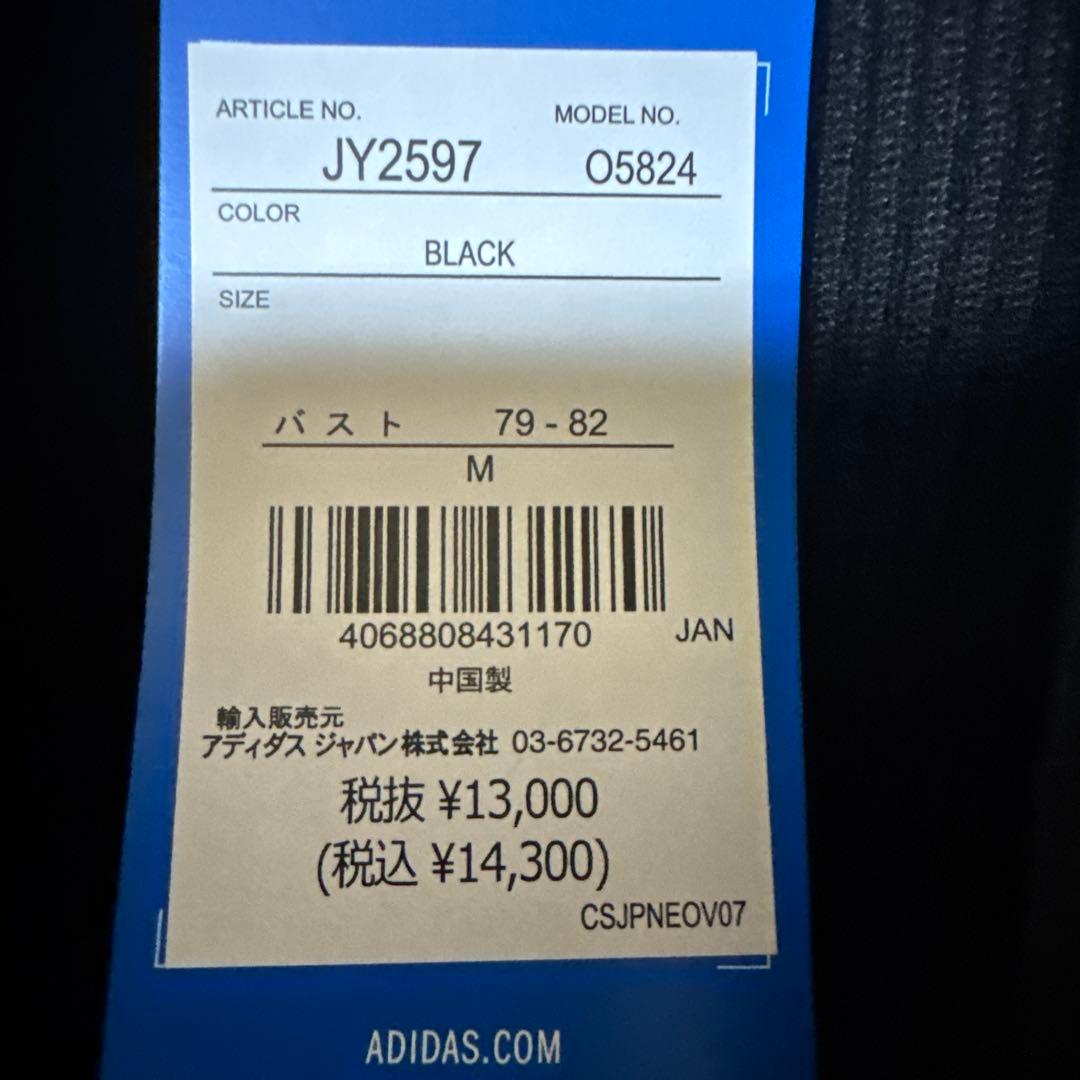 ARTICLE NO. MODEL NO.
JY2597 O5824
COLOR
BLACK
SIZE
バスト 79 - 82
M
4068808431170 JAN
中国製
輸入販売元
アディダス ジャパン株式会社 03-6732-5461
税抜 ¥13,000
(税込 ¥14,300)
CSJPNEOV07
ADIDAS.COM